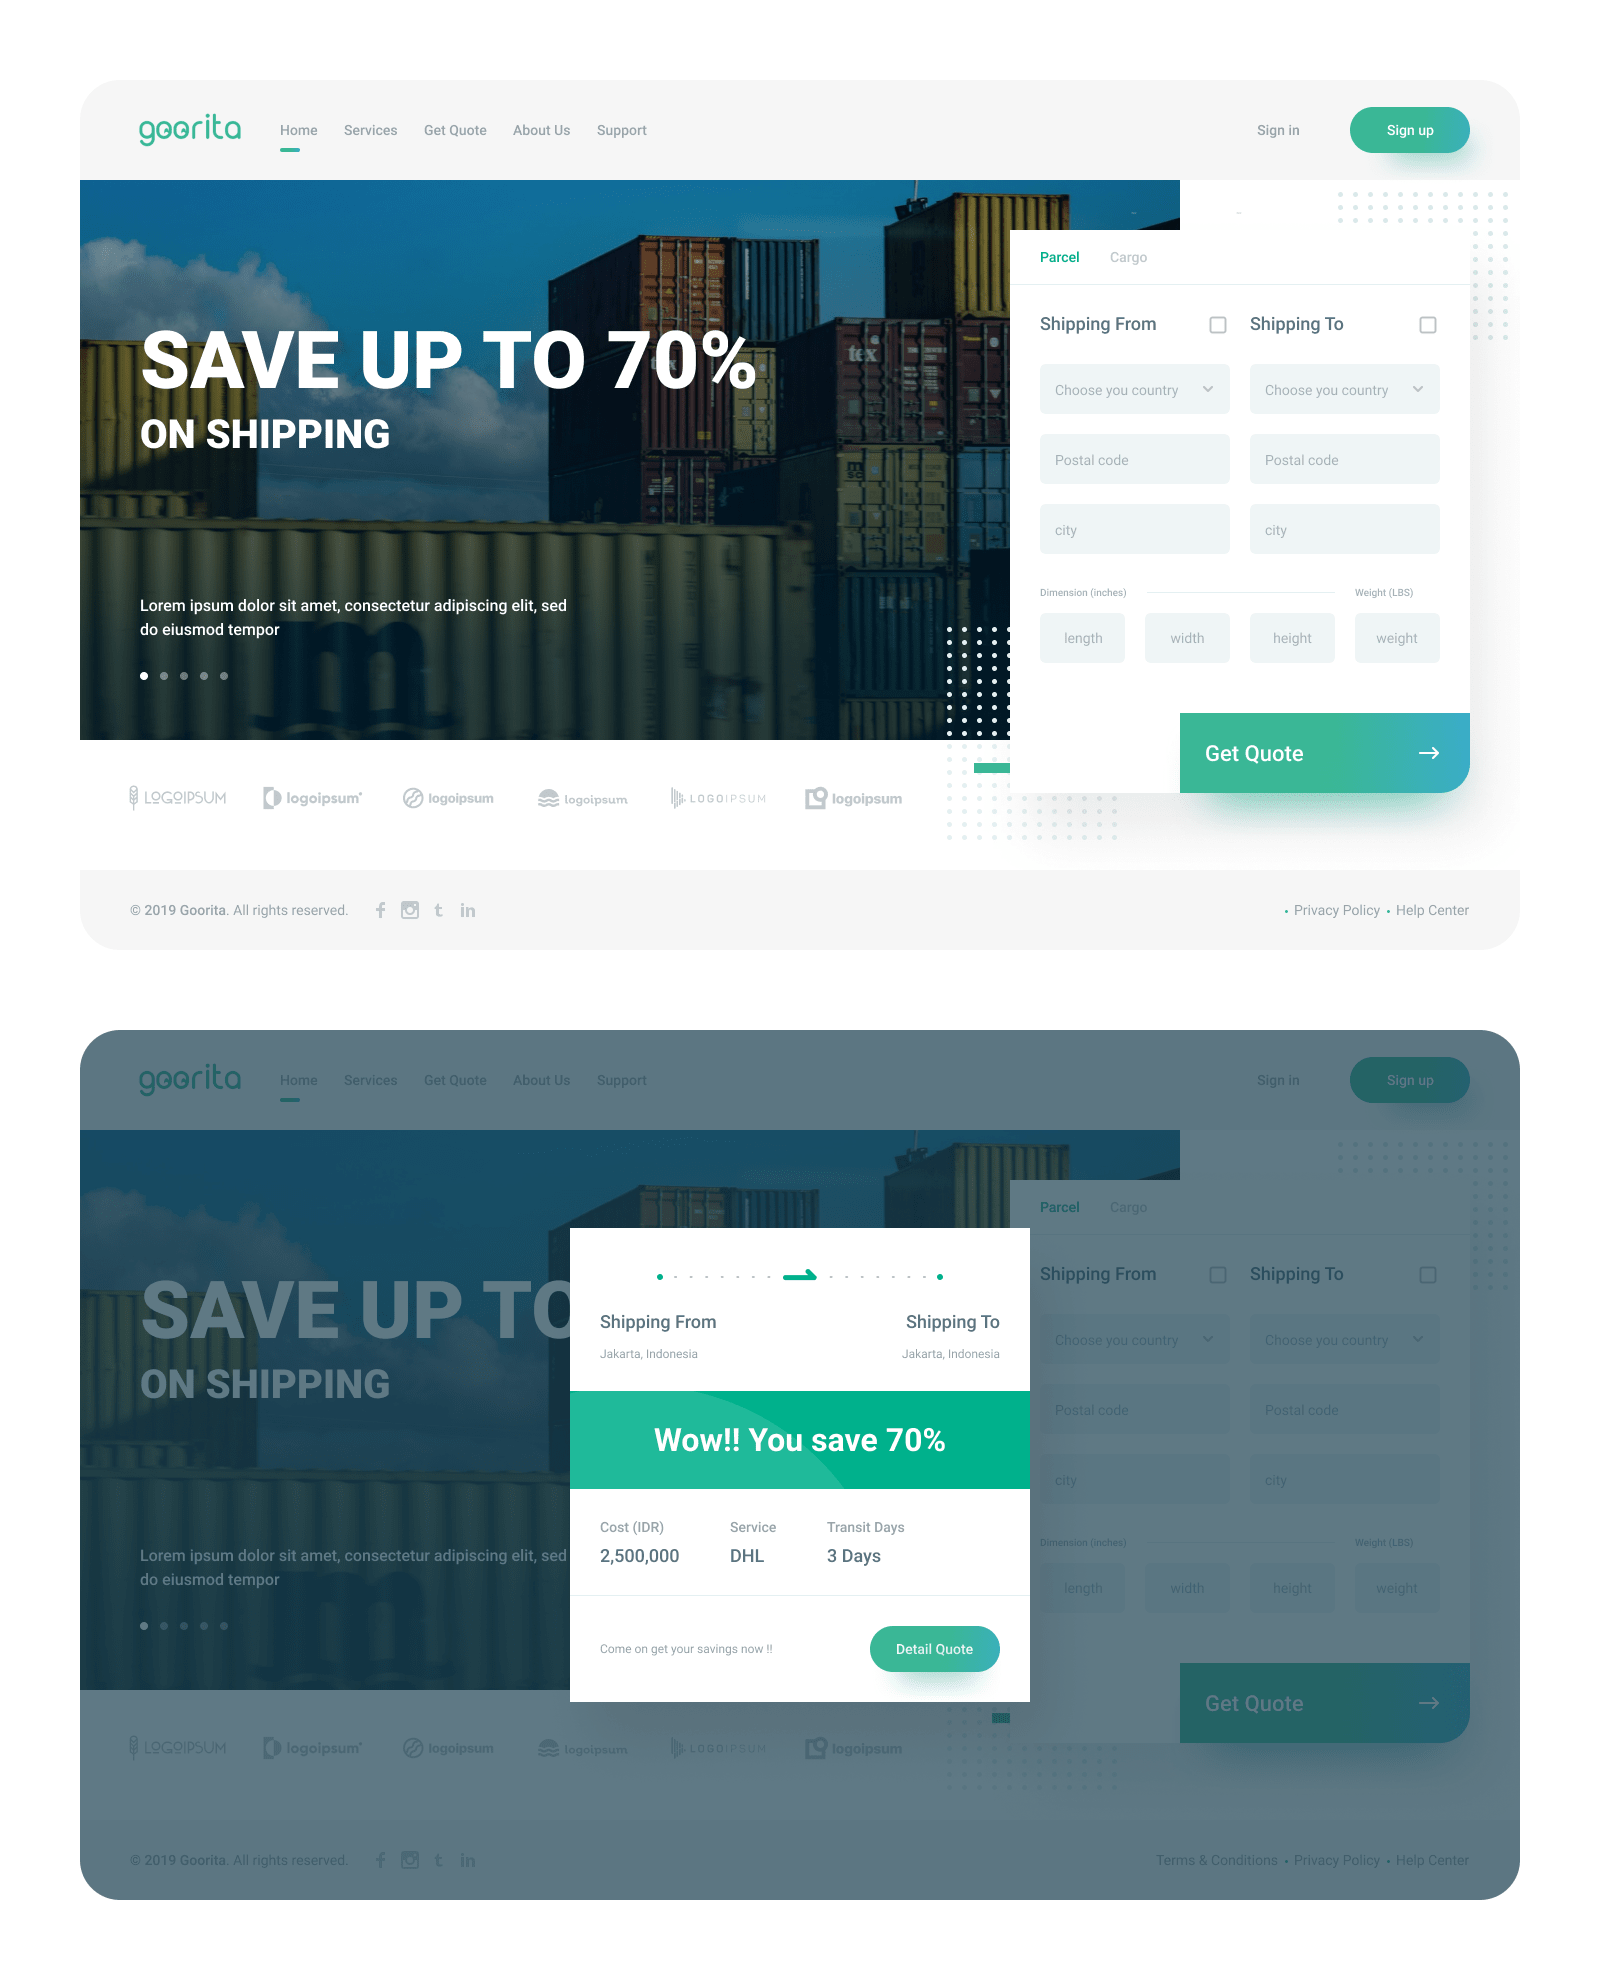 goorita
Home Services Get Quote About Us Support
Sign in
Sign up
SAVE UP TO 70%
ON SHIPPING
tex
Lorem ipsum dolor sit amet, consectetur adipiscing elit, sed
do eiusmod tempor
m
Parcel Cargo
Shipping From
Shipping To
Choose you country
Choose you country
Postal code
Postal code
city
city
Dimension (inches)
Weight (LBS)
length
width
height
weight
Get Quote
LOGOIPSUM
logoipsum
logoipsum
logoipsum
LOGOIPSUM
logoipsum
© 2019 Goorita. All rights reserved.
f
t
in
• Privacy Policy • Help Center
goorita
Home Services Get Quote About Us Support
Sign in
Sign up
SAVE UP TO
ON SHIPPING
Lorem ipsum dolor sit amet, consectetur adipiscing elit, sed
do eiusmod tempor
m
Shipping From
Shipping To
Jakarta, Indonesia
Jakarta, Indonesia
Wow!! You save 70%
Cost (IDR)
Service
Transit Days
2,500,000
DHL
3 Days
Come on get your savings now !!
Detail Quote
Parcel Cargo
Shipping From
Shipping To
Choose you country
Choose you country
Postal code
Postal code
city
city
Dimension (inches)
Weight (LBS)
length
width
height
weight
Get Quote
LOGOIPSUM
logoipsum
logoipsum
logoipsum
LOGOIPSUM
logoipsum
© 2019 Goorita. All rights reserved.
f
t
in
Terms & Conditions • Privacy Policy • Help Center